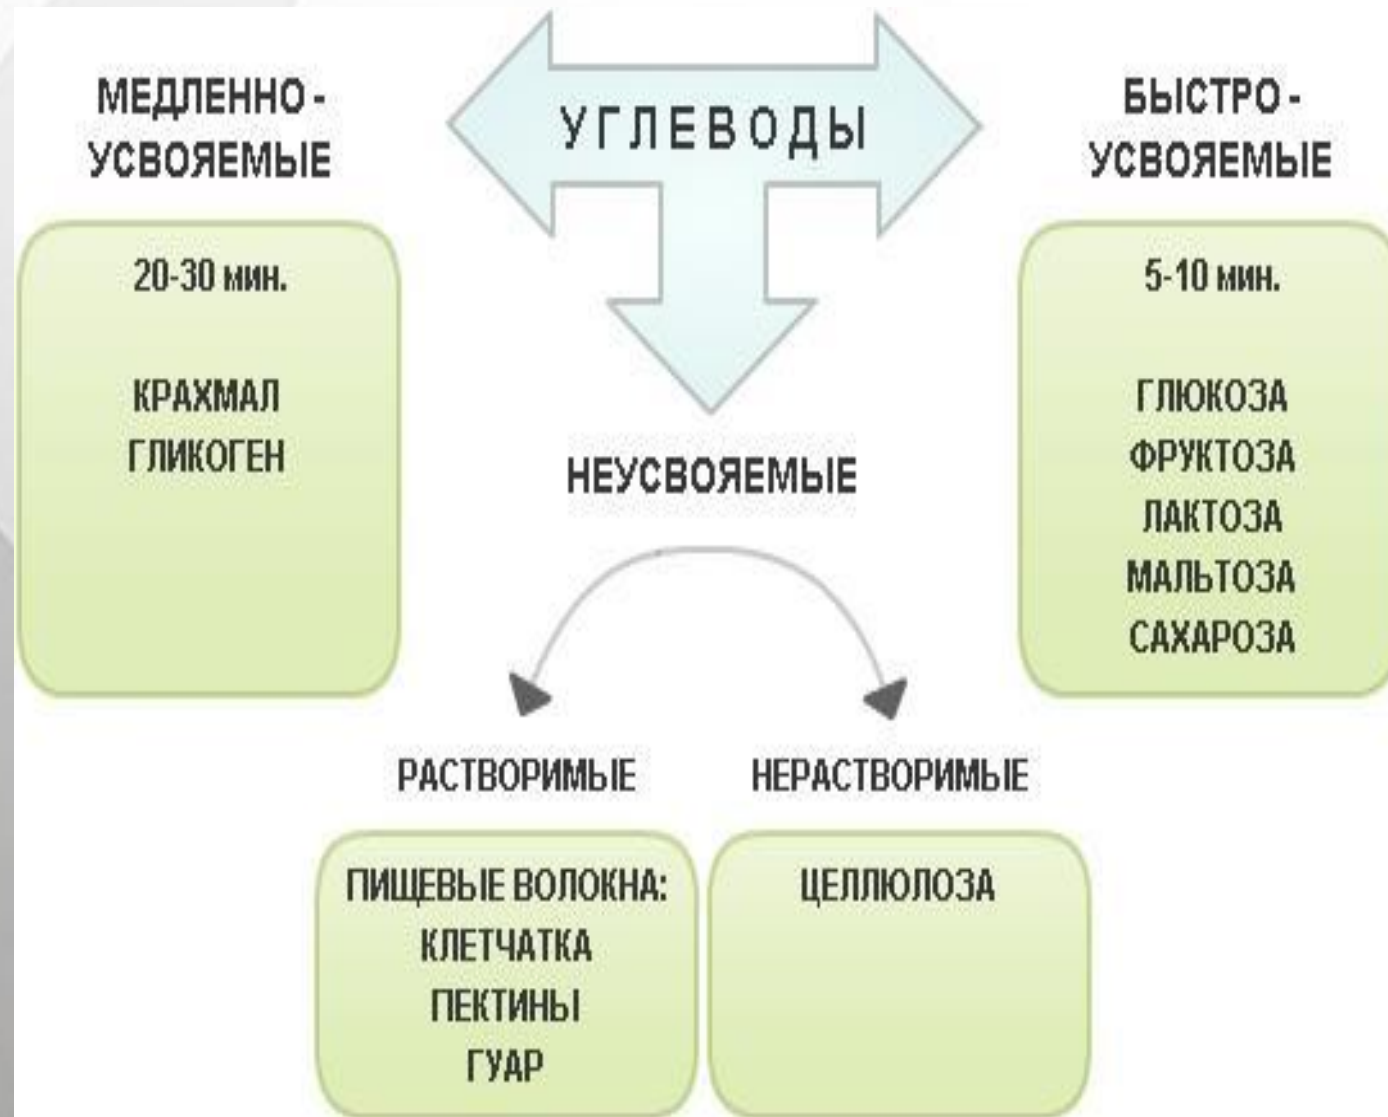 УГЛЕВОДЫ
МЕДЛЕННО -
УСВОЯЕМЫЕ
20-30 мин.
КРАХМАЛ
ГЛИКОГЕН
БЫСТРО -
УСВОЯЕМЫЕ
5-10 мин.
ГЛЮКОЗА
ФРУКТОЗА
ЛАКТОЗА
МАЛЬТОЗА
САХАРОЗА
НЕУСВОЯЕМЫЕ
РАСТВОРИМЫЕ
ПИЩЕВЫЕ ВОЛОКНА:
КЛЕТЧАТКА
ПЕКТИНЫ
ГУАР
НЕРАСТВОРИМЫЕ
ЦЕЛЛЮЛОЗА